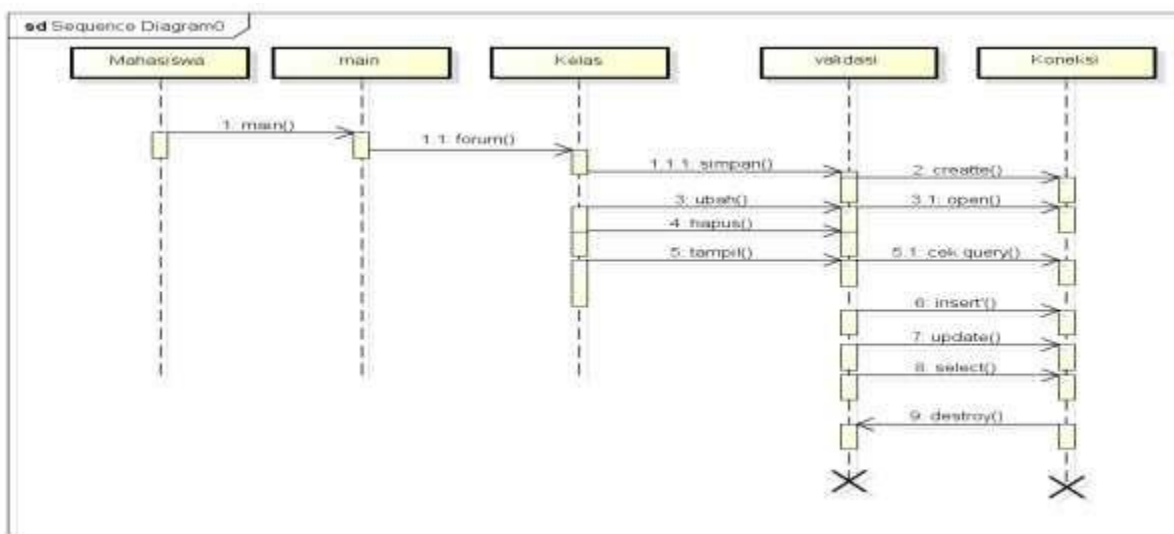 sd Sequence Diagram0
Mahasiswa
main
Kelas
validasi
Koneksi
1: main()
1.1: forum()
1.1.1: simpan()
2: creatte()
3: ubah()
3.1: open()
4: hapus()
5: tampil()
5.1: cek query()
6: insert'()
7: update()
8: select()
9: destroy()